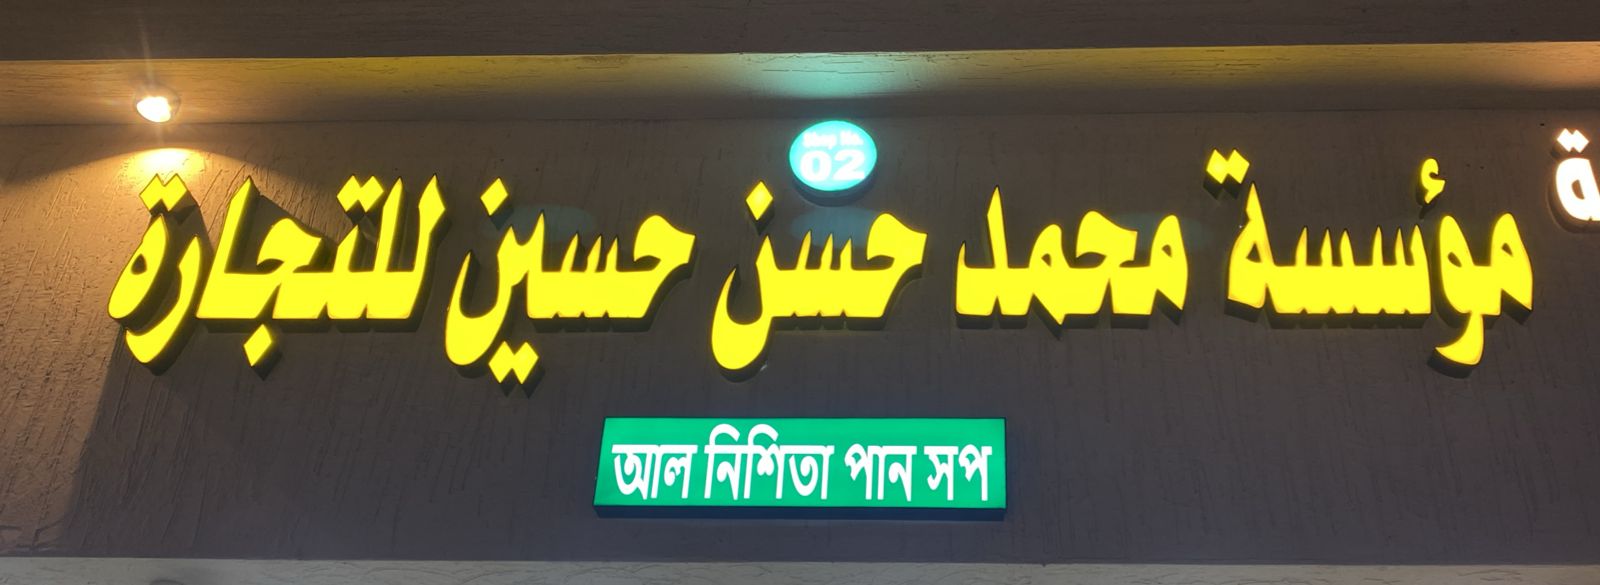 Shop No.
02
مؤسسة محمد حسن حسين للتجارة
আল নিশিতা পান সপ